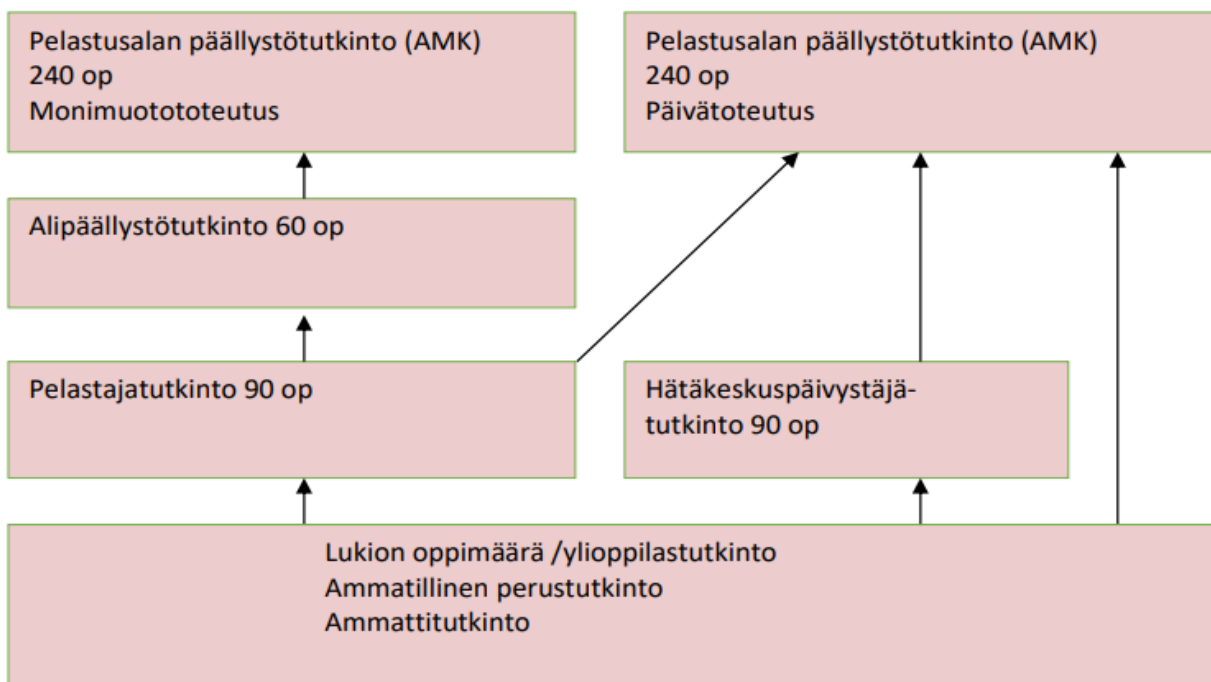 Pelastusalan päällystötutkinto (AMK)
240 op
Monimuotototeutus
Pelastusalan päällystötutkinto (AMK)
240 op
Päivätoteutus
Alipäällystötutkinto 60 op
Pelastajatutkinto 90 op
Hätäkeskuspäivystäjä-
tutkinto 90 op
Lukion oppimäärä /ylioppilastutkinto
Ammatillinen perustutkinto
Ammattitutkinto